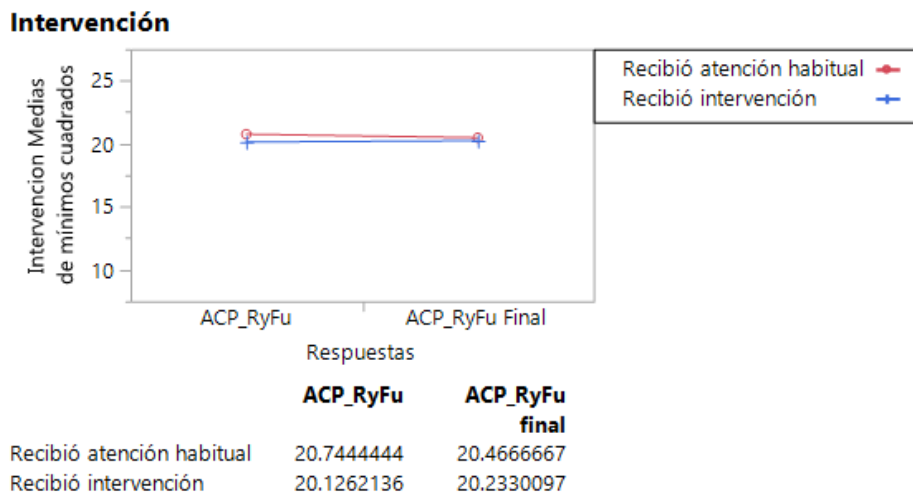 Intervención
Intervencion Medias
de mínimos cuadrados
25
20
15
10
ACP_RyFu
ACP_RyFu Final
Respuestas
Recibió atención habitual
Recibió intervención
ACP_RyFu ACP_RyFu
final
Recibió atención habitual 20.7444444 20.4666667
Recibió intervención 20.1262136 20.2330097